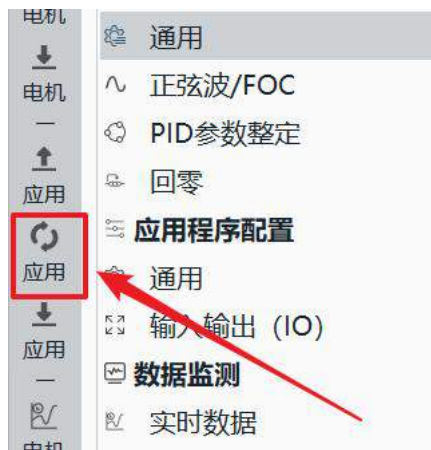 电机
电机
应用
应用
应用
通用
正弦波/FOC
PID参数整定
回零
应用程序配置
通用
输入输出（IO）
数据监测
实时数据